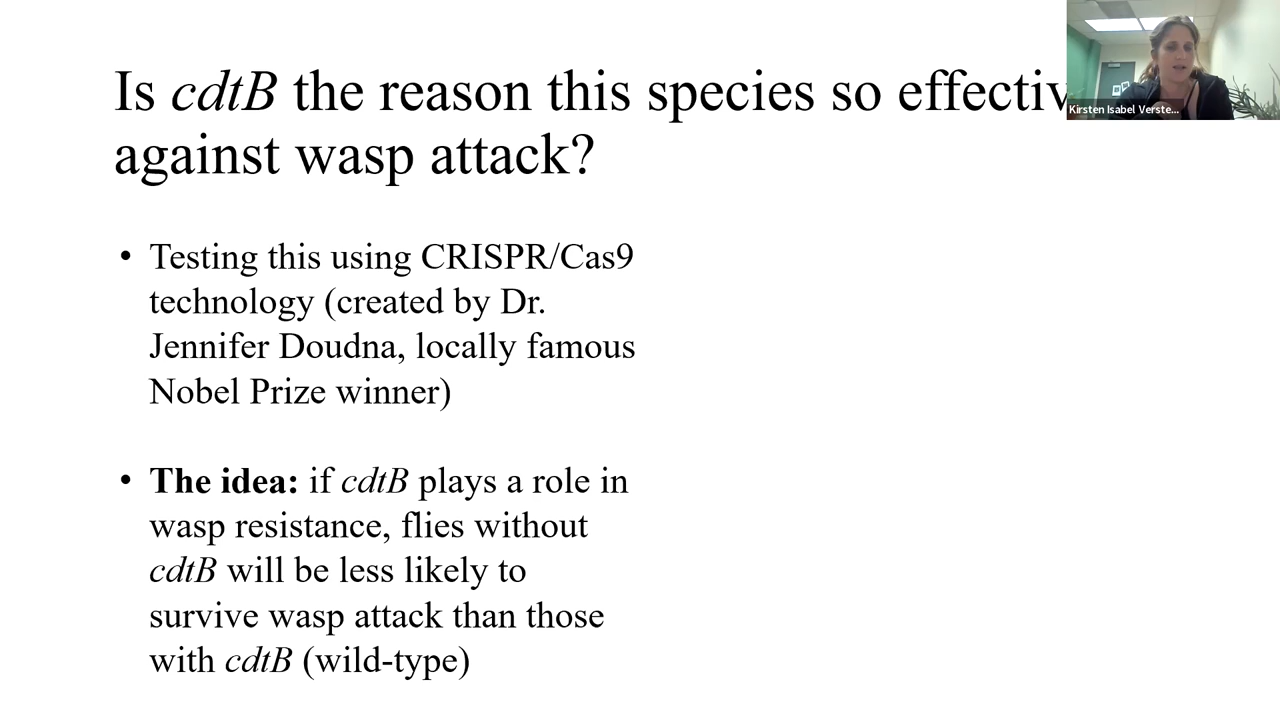 Is cdtB the reason this species so effectiv
against wasp attack?
Kirsten Isabel Verste...
• Testing this using CRISPR/Cas9
technology (created by Dr.
Jennifer Doudna, locally famous
Nobel Prize winner)
• The idea: if cdtB plays a role in
wasp resistance, flies without
cdtB will be less likely to
survive wasp attack than those
with cdtB (wild-type)